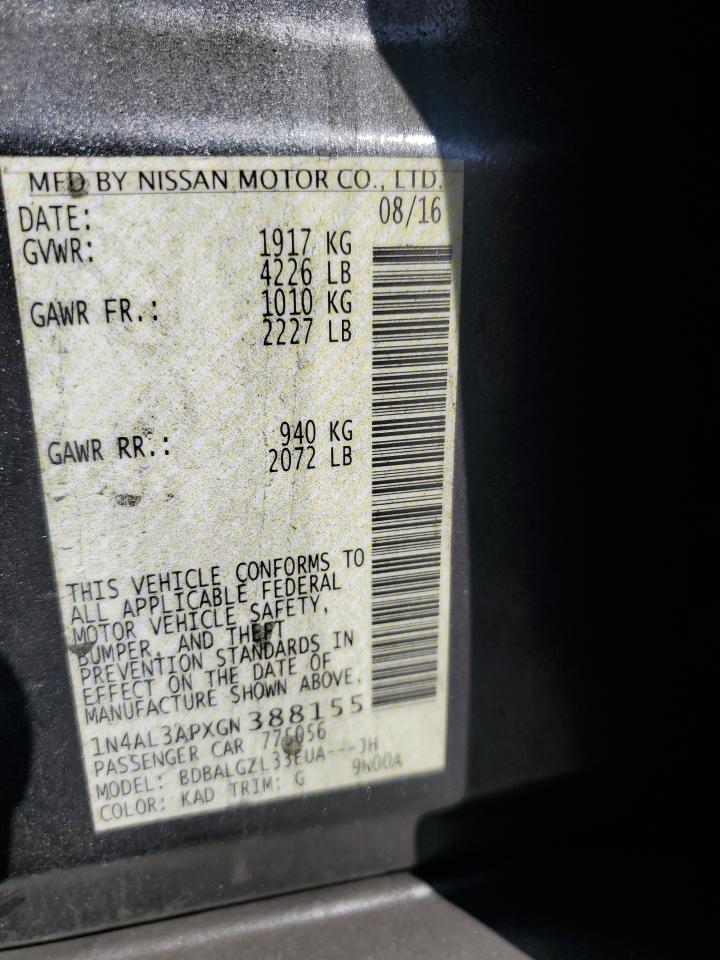 MFD BY NISSAN MOTOR CO., LTD.
DATE: 08/16
GVWR: 1917 KG
4226 LB
GAWR FR.: 1010 KG
2227 LB
GAWR RR.: 940 KG
2072 LB
THIS VEHICLE CONFORMS TO
ALL APPLICABLE FEDERAL
MOTOR VEHICLE SAFETY,
BUMPER, AND THEFT
PREVENTION STANDARDS IN
EFFECT ON THE DATE OF
MANUFACTURE SHOWN ABOVE.
1N4AL3APXGN388155
PASSENGER CAR
MODEL: BDBALGZL33EUA---JH
COLOR: KAD TRIM: G 9N00A